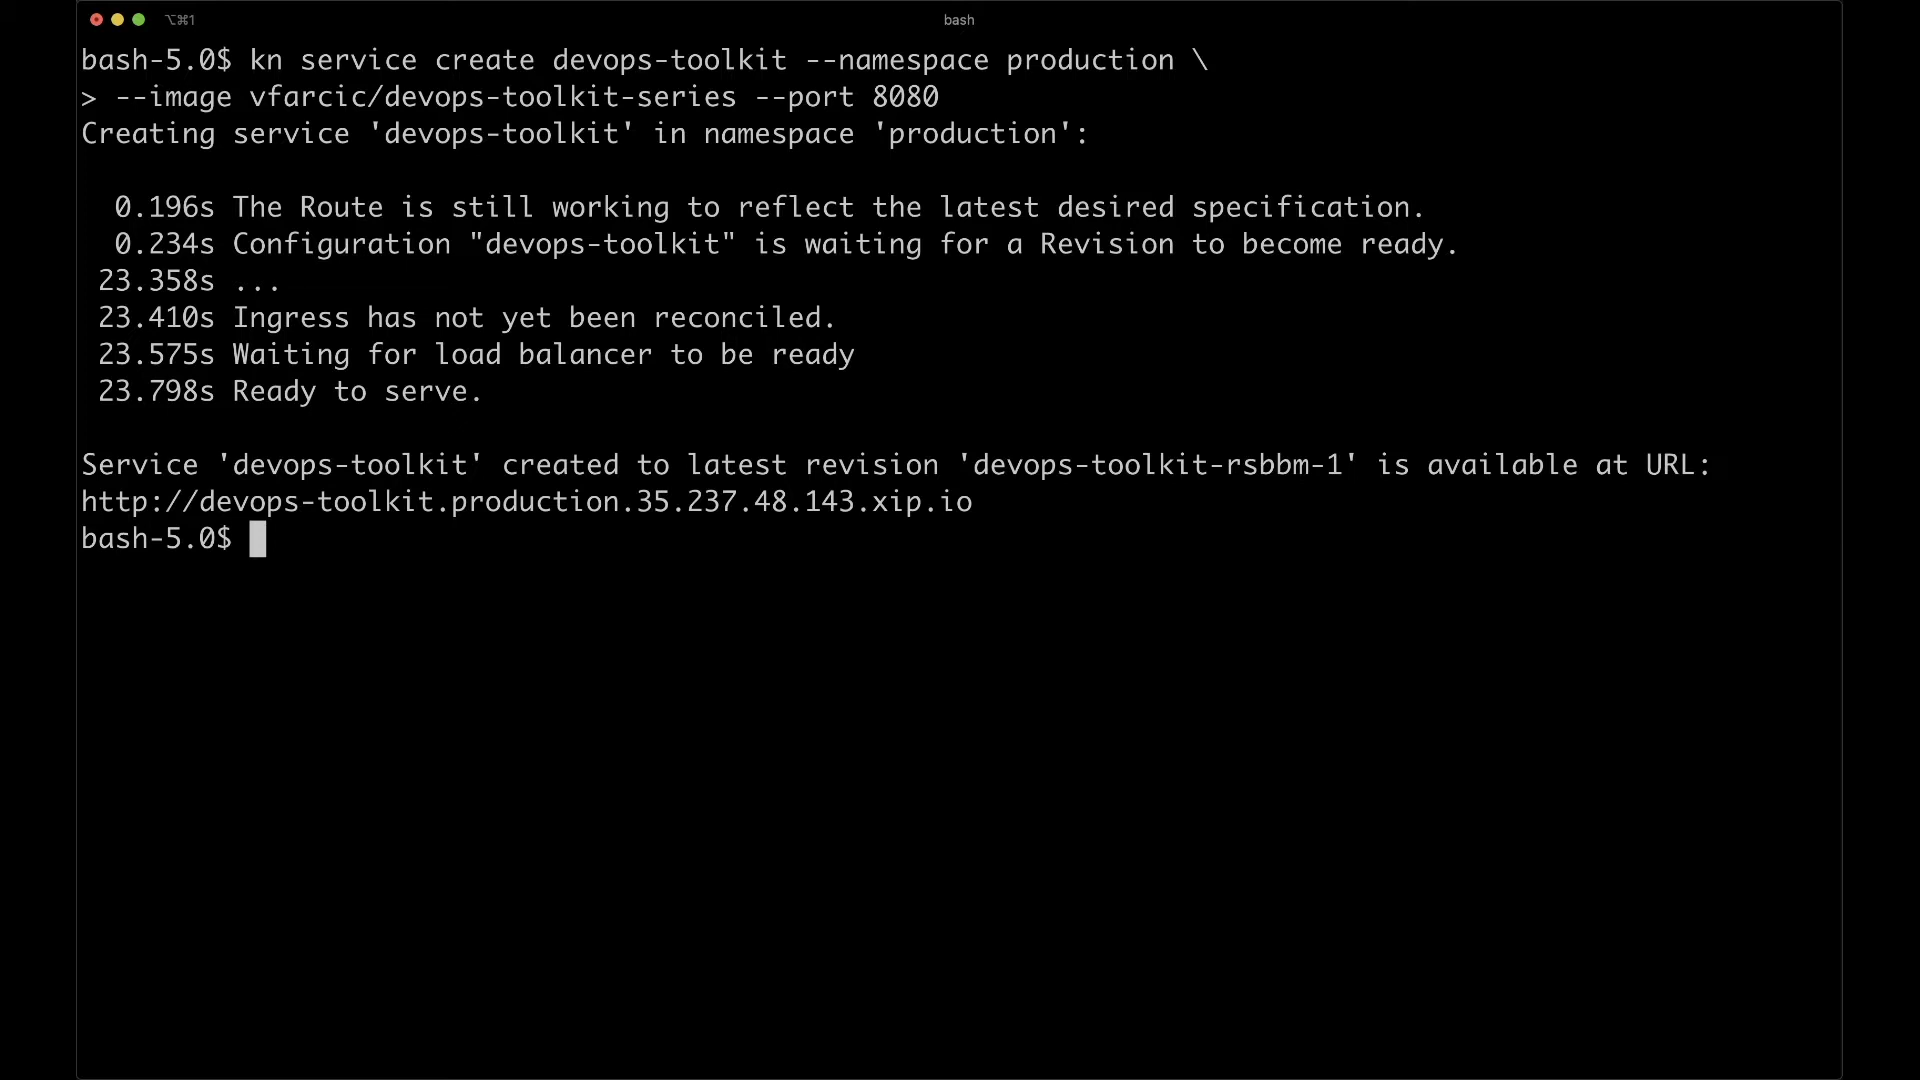 ⌥⌘1
bash
bash-5.0$ kn service create devops-toolkit --namespace production \
> --image vfarcic/devops-toolkit-series --port 8080
Creating service 'devops-toolkit' in namespace 'production':
0.196s The Route is still working to reflect the latest desired specification.
0.234s Configuration "devops-toolkit" is waiting for a Revision to become ready.
23.358s ...
23.410s Ingress has not yet been reconciled.
23.575s Waiting for load balancer to be ready
23.798s Ready to serve.
Service 'devops-toolkit' created to latest revision 'devops-toolkit-rsbbm-1' is available at URL:
http://devops-toolkit.production.35.237.48.143.xip.io
bash-5.0$